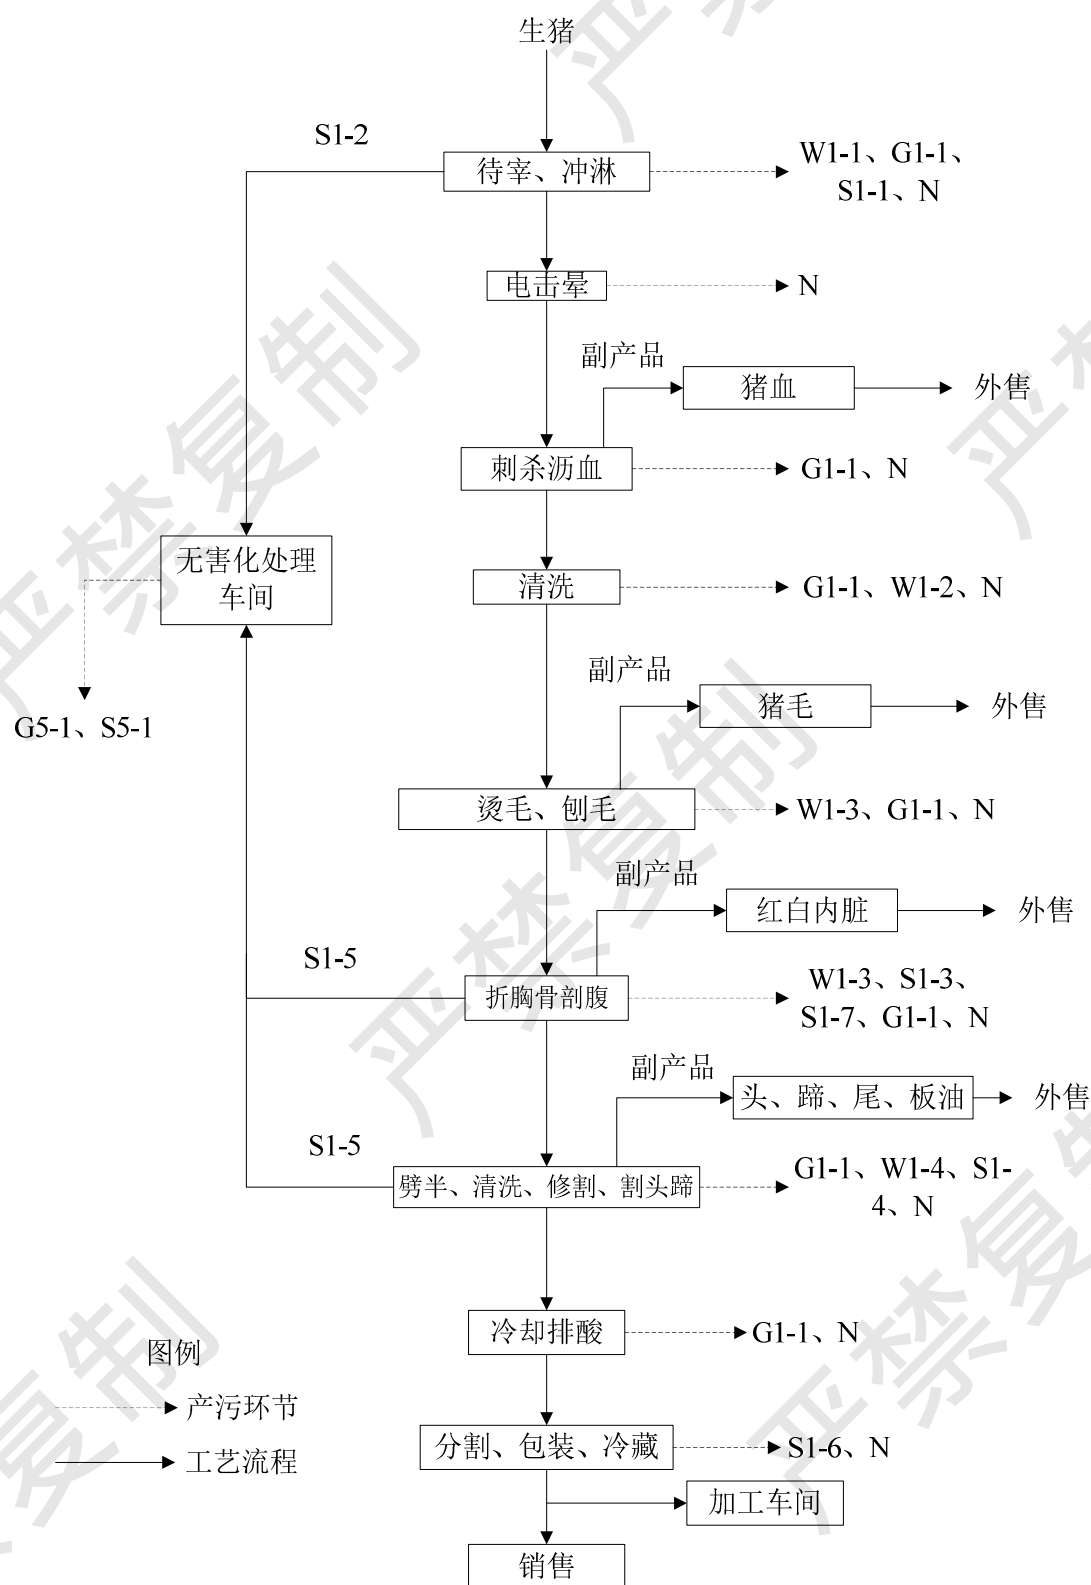 生猪
S1-2
待宰、冲淋
W1-1、G1-1、
S1-1、N
电击晕
N
副产品
猪血
外售
刺杀沥血
G1-1、N
无害化处理
车间
清洗
G1-1、W1-2、N
G5-1、S5-1
副产品
猪毛
外售
烫毛、刨毛
W1-3、G1-1、N
副产品
红白内脏
外售
S1-5
折胸骨剖腹
W1-3、S1-3、
S1-7、G1-1、N
副产品
头、蹄、尾、板油
外售
S1-5
劈半、清洗、修割、割头蹄
G1-1、W1-4、S1-
4、N
冷却排酸
G1-1、N
图例
产污环节
工艺流程
分割、包装、冷藏
S1-6、N
加工车间
销售
严禁复制
严禁复制
严禁复制